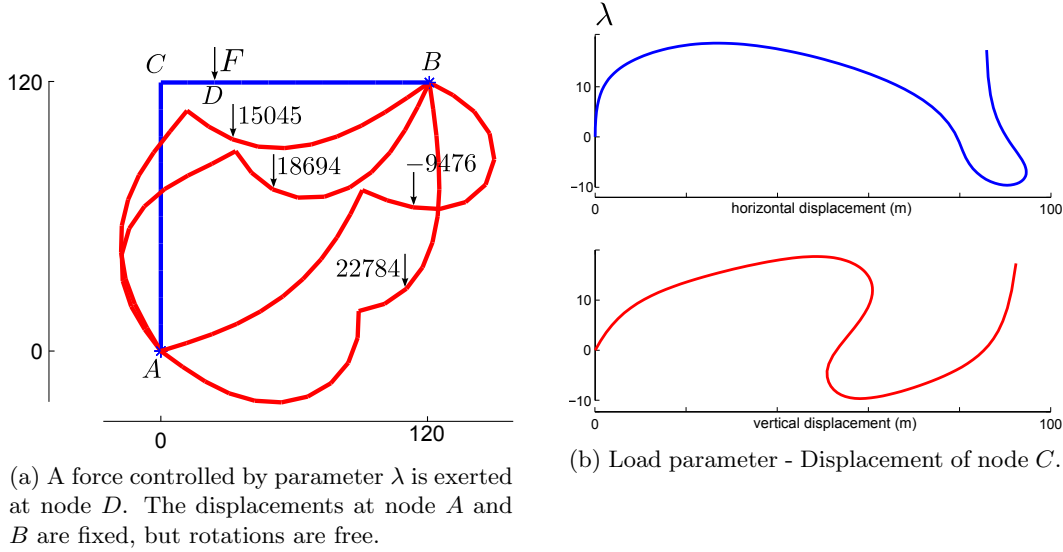 C
F
B
120
D
15045
18694
−9476
22784
0
A
0
120
(a) A force controlled by parameter λ is exerted
at node D. The displacements at node A and
B are fixed, but rotations are free.
λ
10
0
−10
0
horizontal displacement (m)
100
10
0
−10
0
vertical displacement (m)
100
(b) Load parameter - Displacement of node C.